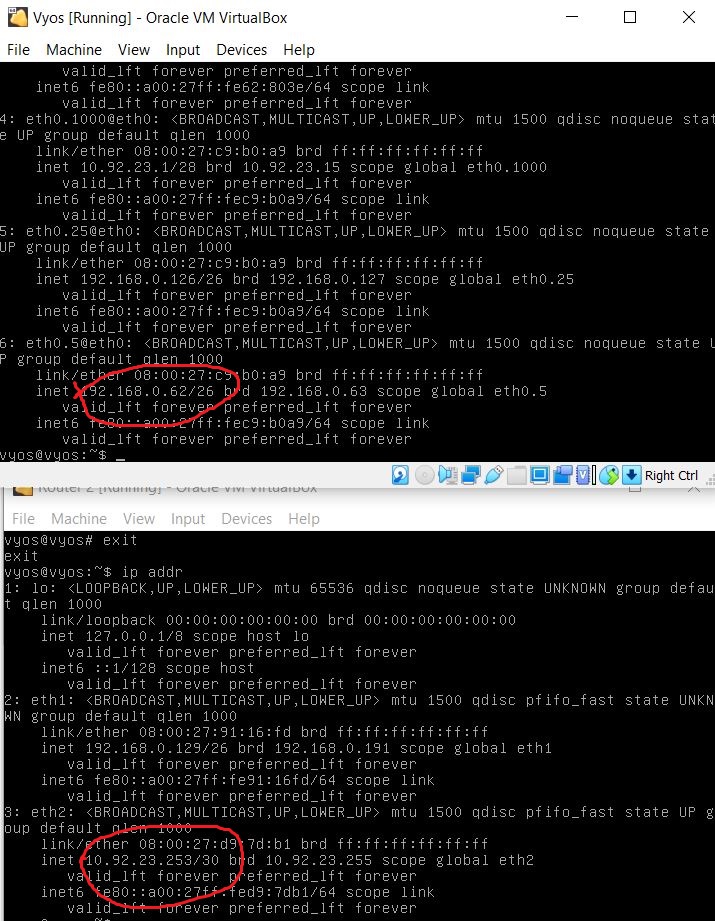 Vyos [Running] - Oracle VM VirtualBox
File Machine View Input Devices Help
valid_lft forever preferred_lft forever
inet6 fe80::a00:27ff:fe62:803e/64 scope link
valid_lft forever preferred_lft forever
4: eth0.1000@eth0: <BROADCAST,MULTICAST,UP,LOWER_UP> mtu 1500 qdisc noqueue stat
e UP group default qlen 1000
link/ether 08:00:27:c9:b0:a9 brd ff:ff:ff:ff:ff:ff
inet 10.92.23.1/28 brd 10.92.23.15 scope global eth0.1000
valid_lft forever preferred_lft forever
inet6 fe80::a00:27ff:fec9:b0a9/64 scope link
valid_lft forever preferred_lft forever
5: eth0.25@eth0: <BROADCAST,MULTICAST,UP,LOWER_UP> mtu 1500 qdisc noqueue state
UP group default qlen 1000
link/ether 08:00:27:c9:b0:a9 brd ff:ff:ff:ff:ff:ff
inet 192.168.0.126/26 brd 192.168.0.127 scope global eth0.25
valid_lft forever preferred_lft forever
inet6 fe80::a00:27ff:fec9:b0a9/64 scope link
valid_lft forever preferred_lft forever
6: eth0.5@eth0: <BROADCAST,MULTICAST,UP,LOWER_UP> mtu 1500 qdisc noqueue state U
P group default qlen 1000
link/ether 08:00:27:c9:b0:a9 brd ff:ff:ff:ff:ff:ff
inet 192.168.0.62/26 brd 192.168.0.63 scope global eth0.5
valid_lft forever preferred_lft forever
inet6 fe80::a00:27ff:fec9:b0a9/64 scope link
valid_lft forever preferred_lft forever
vyos@vyos:~$ _
Right Ctrl
Router 2 [Running] - Oracle VM VirtualBox
File Machine View Input Devices Help
vyos@vyos# exit
exit
vyos@vyos:~$ ip addr
1: lo: <LOOPBACK,UP,LOWER_UP> mtu 65536 qdisc noqueue state UNKNOWN group defau
t qlen 1000
link/loopback 00:00:00:00:00:00 brd 00:00:00:00:00:00
inet 127.0.0.1/8 scope host lo
valid_lft forever preferred_lft forever
inet6 ::1/128 scope host
valid_lft forever preferred_lft forever
2: eth1: <BROADCAST,MULTICAST,UP,LOWER_UP> mtu 1500 qdisc pfifo_fast state UNKN
WN group default qlen 1000
link/ether 08:00:27:91:16:fd brd ff:ff:ff:ff:ff:ff
inet 192.168.0.129/26 brd 192.168.0.191 scope global eth1
valid_lft forever preferred_lft forever
inet6 fe80::a00:27ff:fe91:16fd/64 scope link
valid_lft forever preferred_lft forever
3: eth2: <BROADCAST,MULTICAST,UP,LOWER_UP> mtu 1500 qdisc pfifo_fast state UP g
oup default qlen 1000
link/ether 08:00:27:d9:7d:b1 brd ff:ff:ff:ff:ff:ff
inet 10.92.23.253/30 brd 10.92.23.255 scope global eth2
valid_lft forever preferred_lft forever
inet6 fe80::a00:27ff:fed9:7db1/64 scope link
valid_lft forever preferred_lft forever